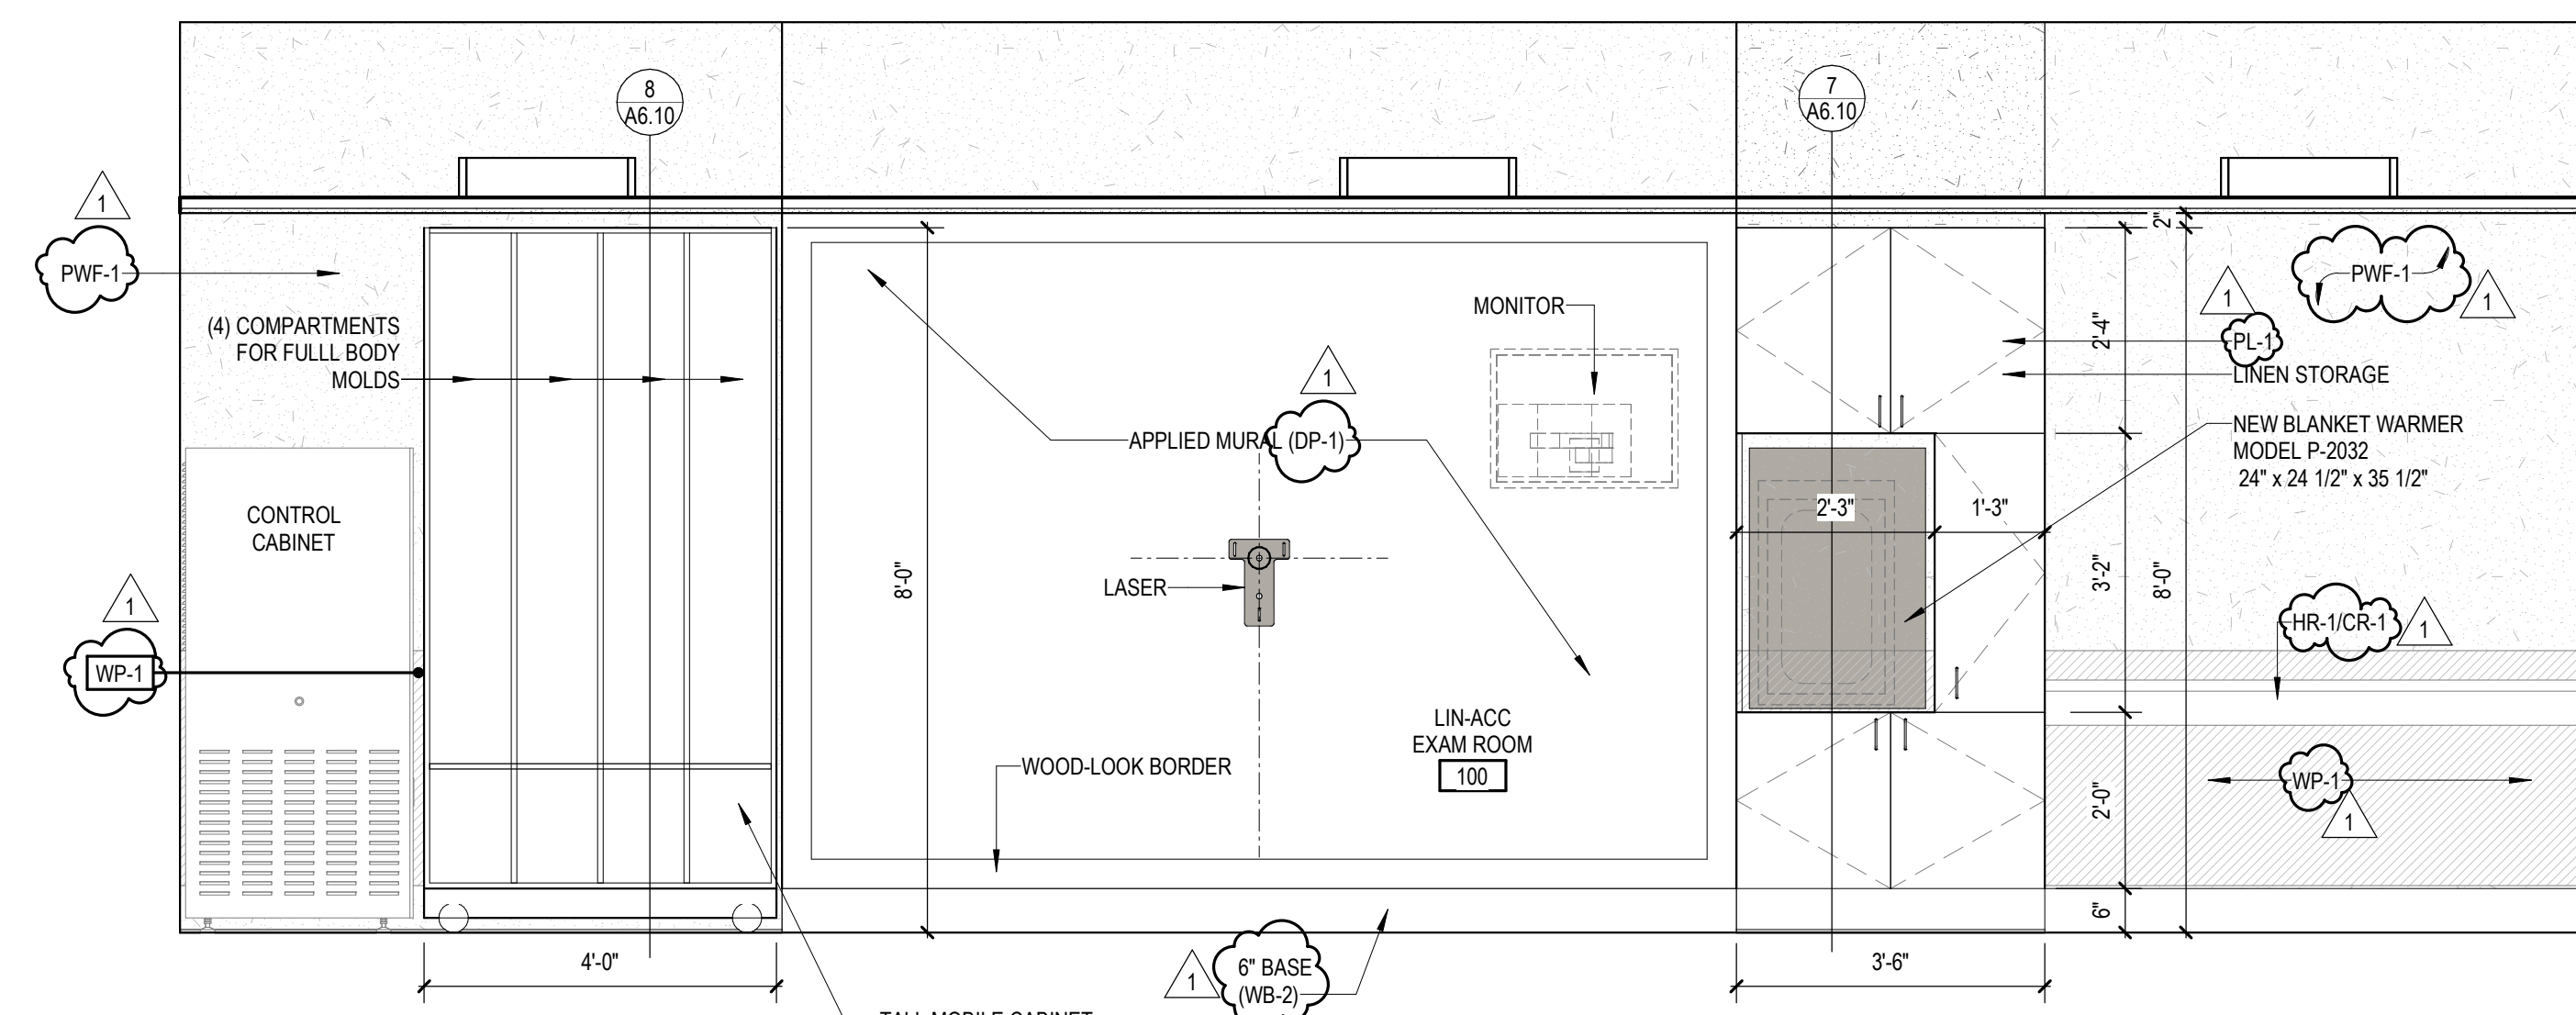 8
A6.10
7
A6.10
1
PWF-1
(4) COMPARTMENTS
FOR FULLL BODY
MOLDS
CONTROL
CABINET
1
WP-1
4'-0"
8'-0"
MONITOR
1
APPLIED MURAL (DP-1)
LASER
LIN-ACC
EXAM ROOM
100
WOOD-LOOK BORDER
1
6" BASE
(WB-2)
TALL MOBILE CABINET
2'-3"
1'-3"
3'-6"
2"
2'-4"
3'-2"
8'-0"
2'-0"
6"
PWF-1
1
1
PL-1
LINEN STORAGE
NEW BLANKET WARMER
MODEL P-2032
24" x 24 1/2" x 35 1/2"
HR-1/CR-1
1
WP-1
1